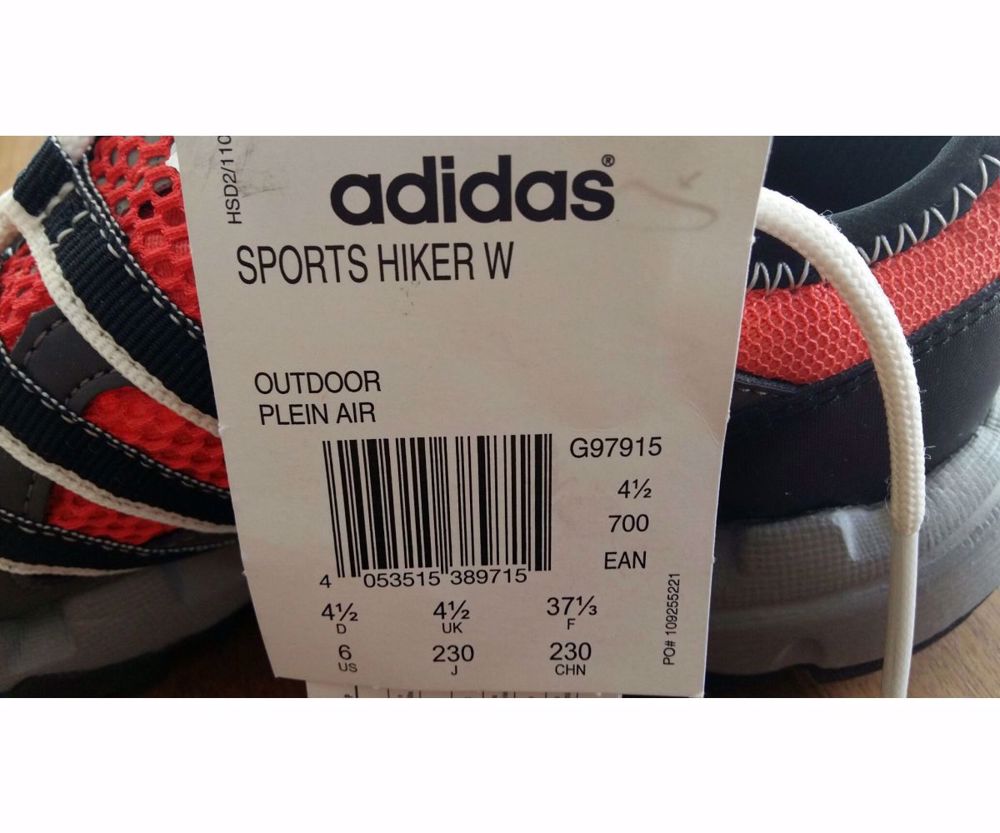 HSD2/110
adidas®
SPORTS HIKER W
OUTDOOR
PLEIN AIR
G97915
4½
700
EAN
4 053515 389715
4½ 4½ 37⅓
D UK F
6 230 230
US J CHN
PO# 109255221